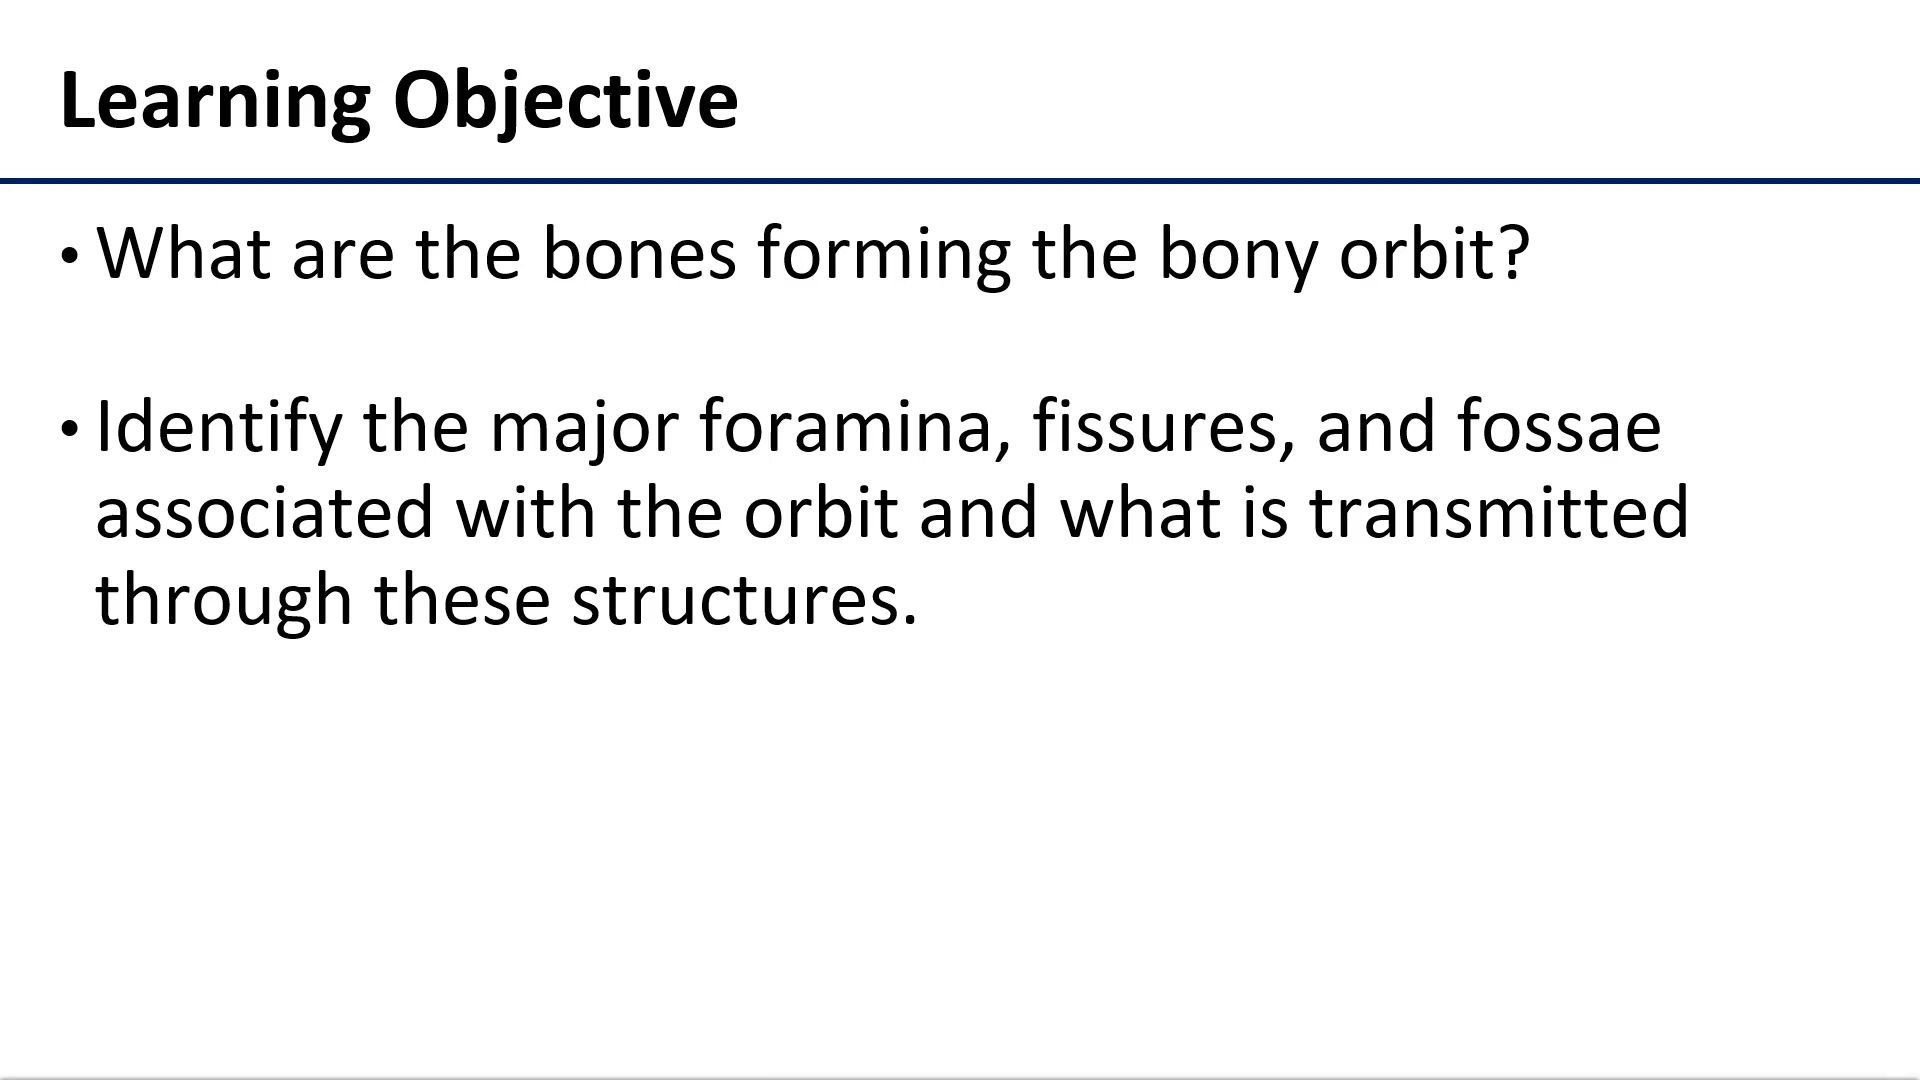 Learning Objective
• What are the bones forming the bony orbit?
• Identify the major foramina, fissures, and fossae
associated with the orbit and what is transmitted
through these structures.